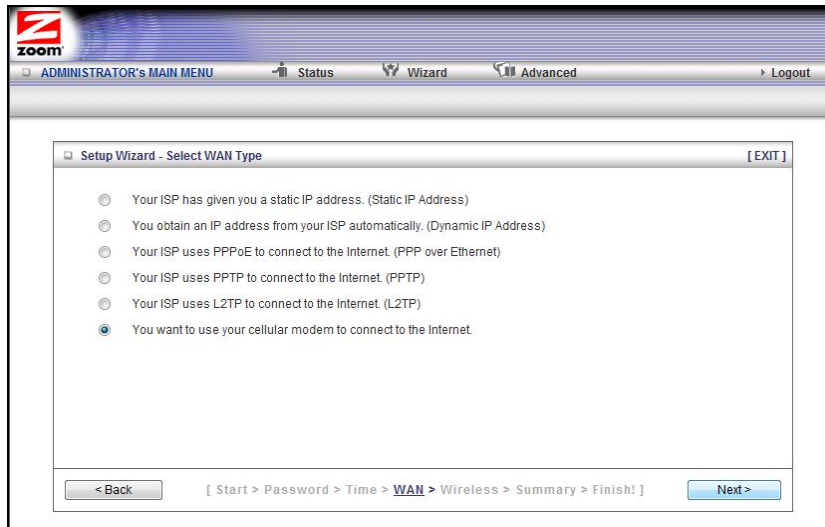 zoom
ADMINISTRATOR's MAIN MENU Status Wizard Advanced Logout
Setup Wizard - Select WAN Type [ EXIT ]
Your ISP has given you a static IP address. (Static IP Address)
You obtain an IP address from your ISP automatically. (Dynamic IP Address)
Your ISP uses PPPoE to connect to the Internet. (PPP over Ethernet)
Your ISP uses PPTP to connect to the Internet. (PPTP)
Your ISP uses L2TP to connect to the Internet. (L2TP)
You want to use your cellular modem to connect to the Internet.
< Back [ Start > Password > Time > WAN > Wireless > Summary > Finish! ] Next >